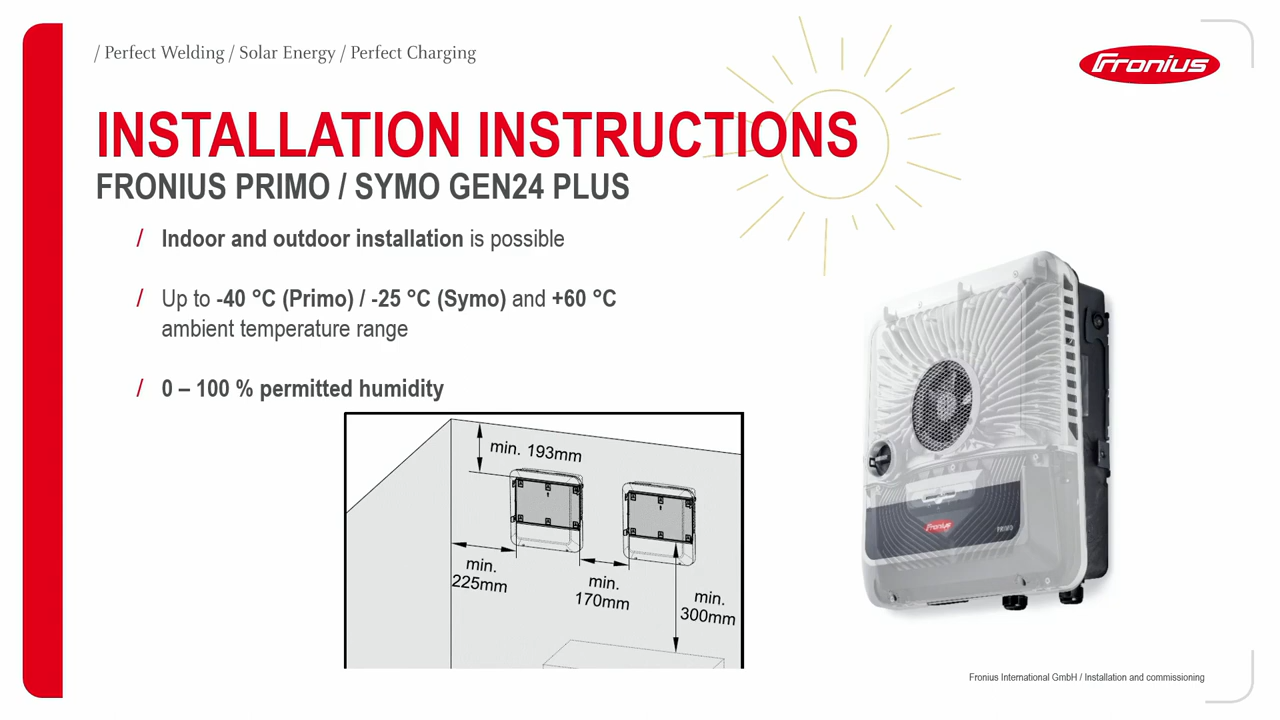 / Perfect Welding / Solar Energy / Perfect Charging
Fronius
INSTALLATION INSTRUCTIONS
FRONIUS PRIMO / SYMO GEN24 PLUS
/ Indoor and outdoor installation is possible
/ Up to -40 °C (Primo) / -25 °C (Symo) and +60 °C
ambient temperature range
/ 0 – 100 % permitted humidity
min. 193mm
min.
225mm
min.
170mm
min.
300mm
Fronius
PRIMO
Fronius International GmbH / Installation and commissioning